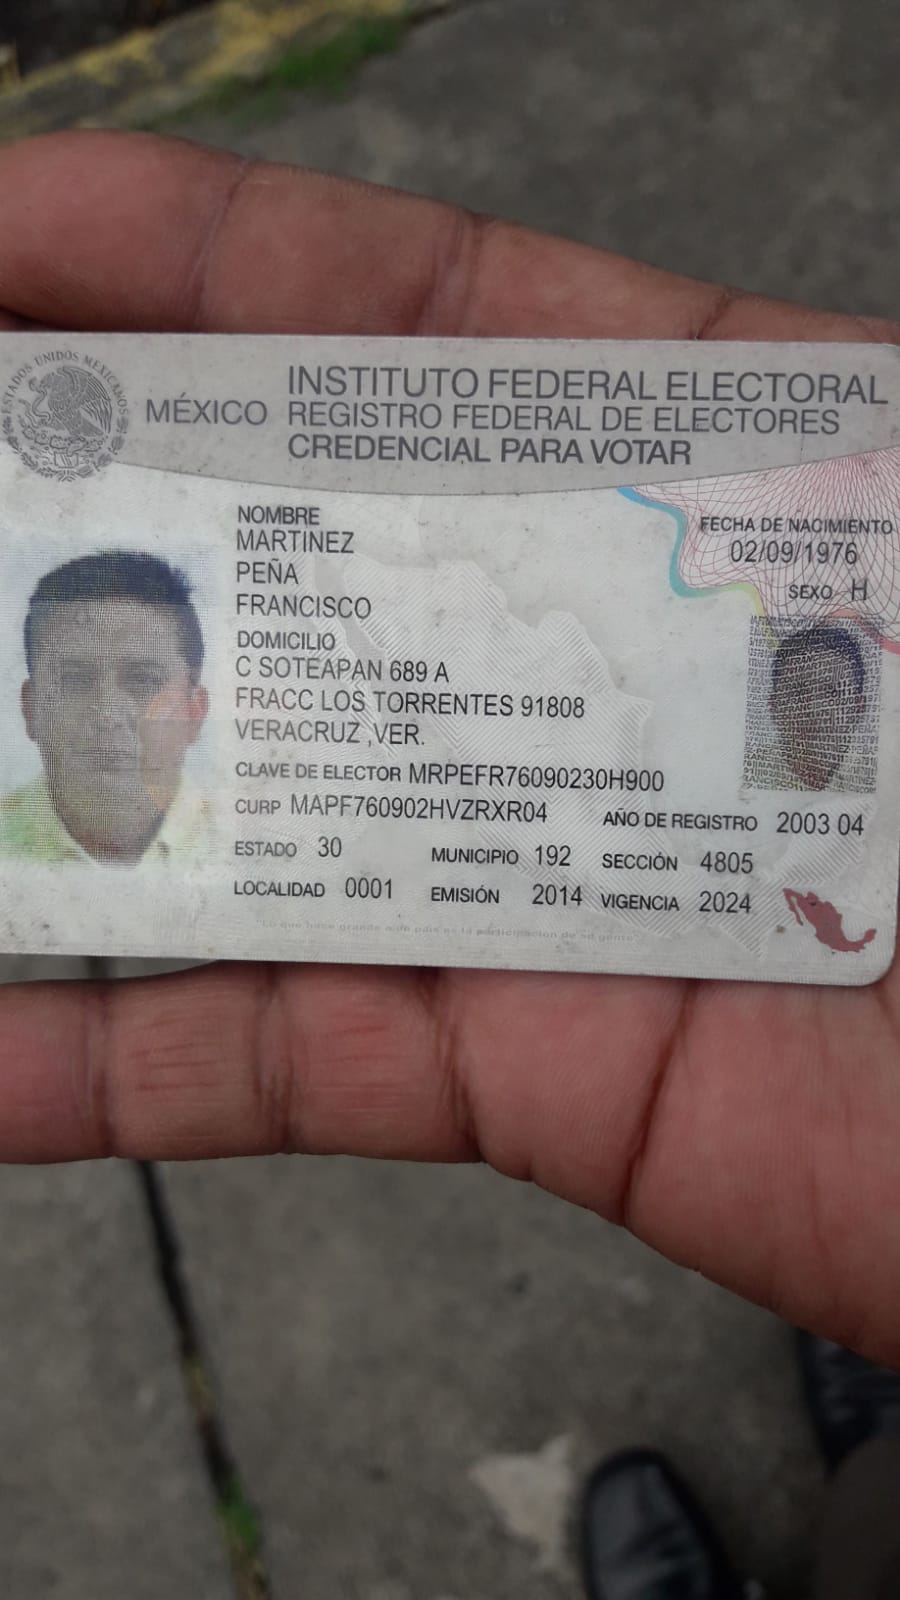 ESTADOS UNIDOS MEXICANOS
MÉXICO
INSTITUTO FEDERAL ELECTORAL
REGISTRO FEDERAL DE ELECTORES
CREDENCIAL PARA VOTAR
NOMBRE
MARTINEZ
PEÑA
FRANCISCO
FECHA DE NACIMIENTO
02/09/1976
SEXO H
DOMICILIO
C SOTEAPAN 689 A
FRACC LOS TORRENTES 91808
VERACRUZ ,VER.
CLAVE DE ELECTOR MRPEFR76090230H900
CURP MAPF760902HVZRXR04
AÑO DE REGISTRO 2003 04
ESTADO 30
MUNICIPIO 192
SECCIÓN 4805
LOCALIDAD 0001
EMISIÓN 2014
VIGENCIA 2024
"Lo que hace grande a un país es la participación de su gente"